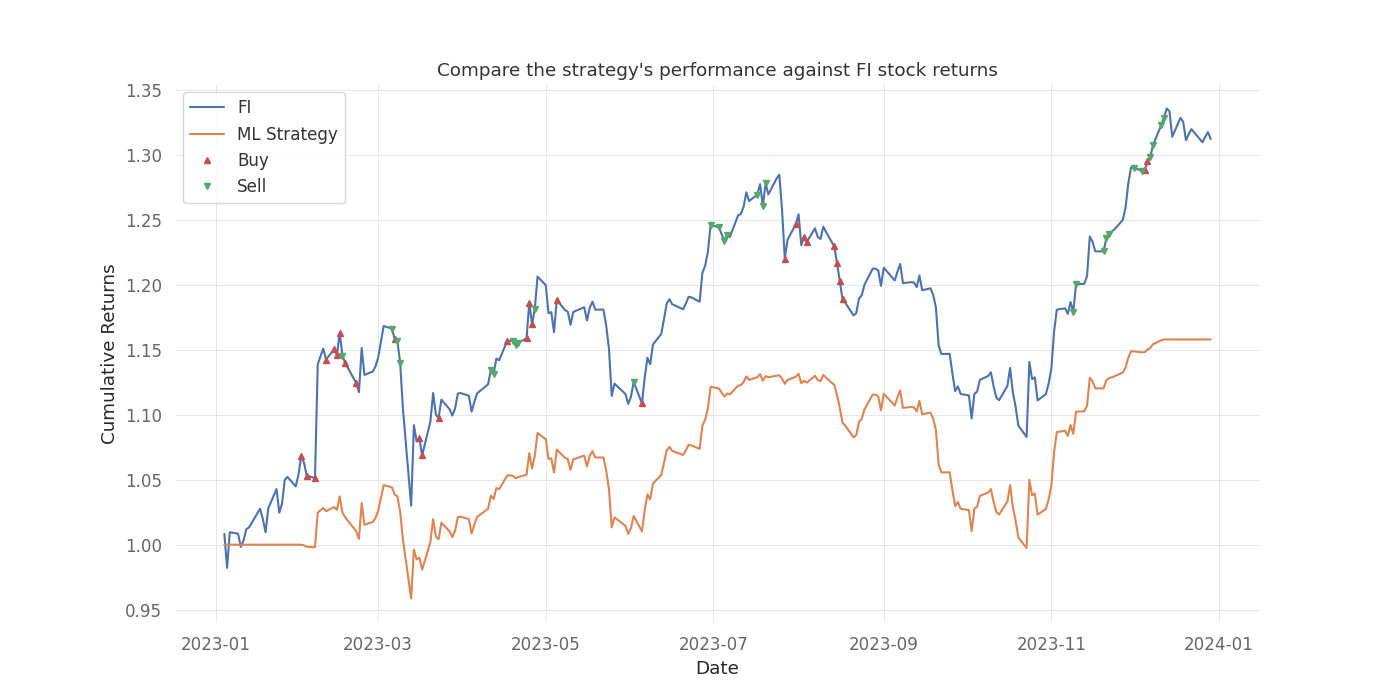 Compare the strategy's performance against FI stock returns
1.35
1.30
1.25
1.20
1.15
1.10
1.05
1.00
0.95
Cumulative Returns
FI
ML Strategy
Buy
Sell
2023-01
2023-03
2023-05
2023-07
2023-09
2023-11
2024-01
Date